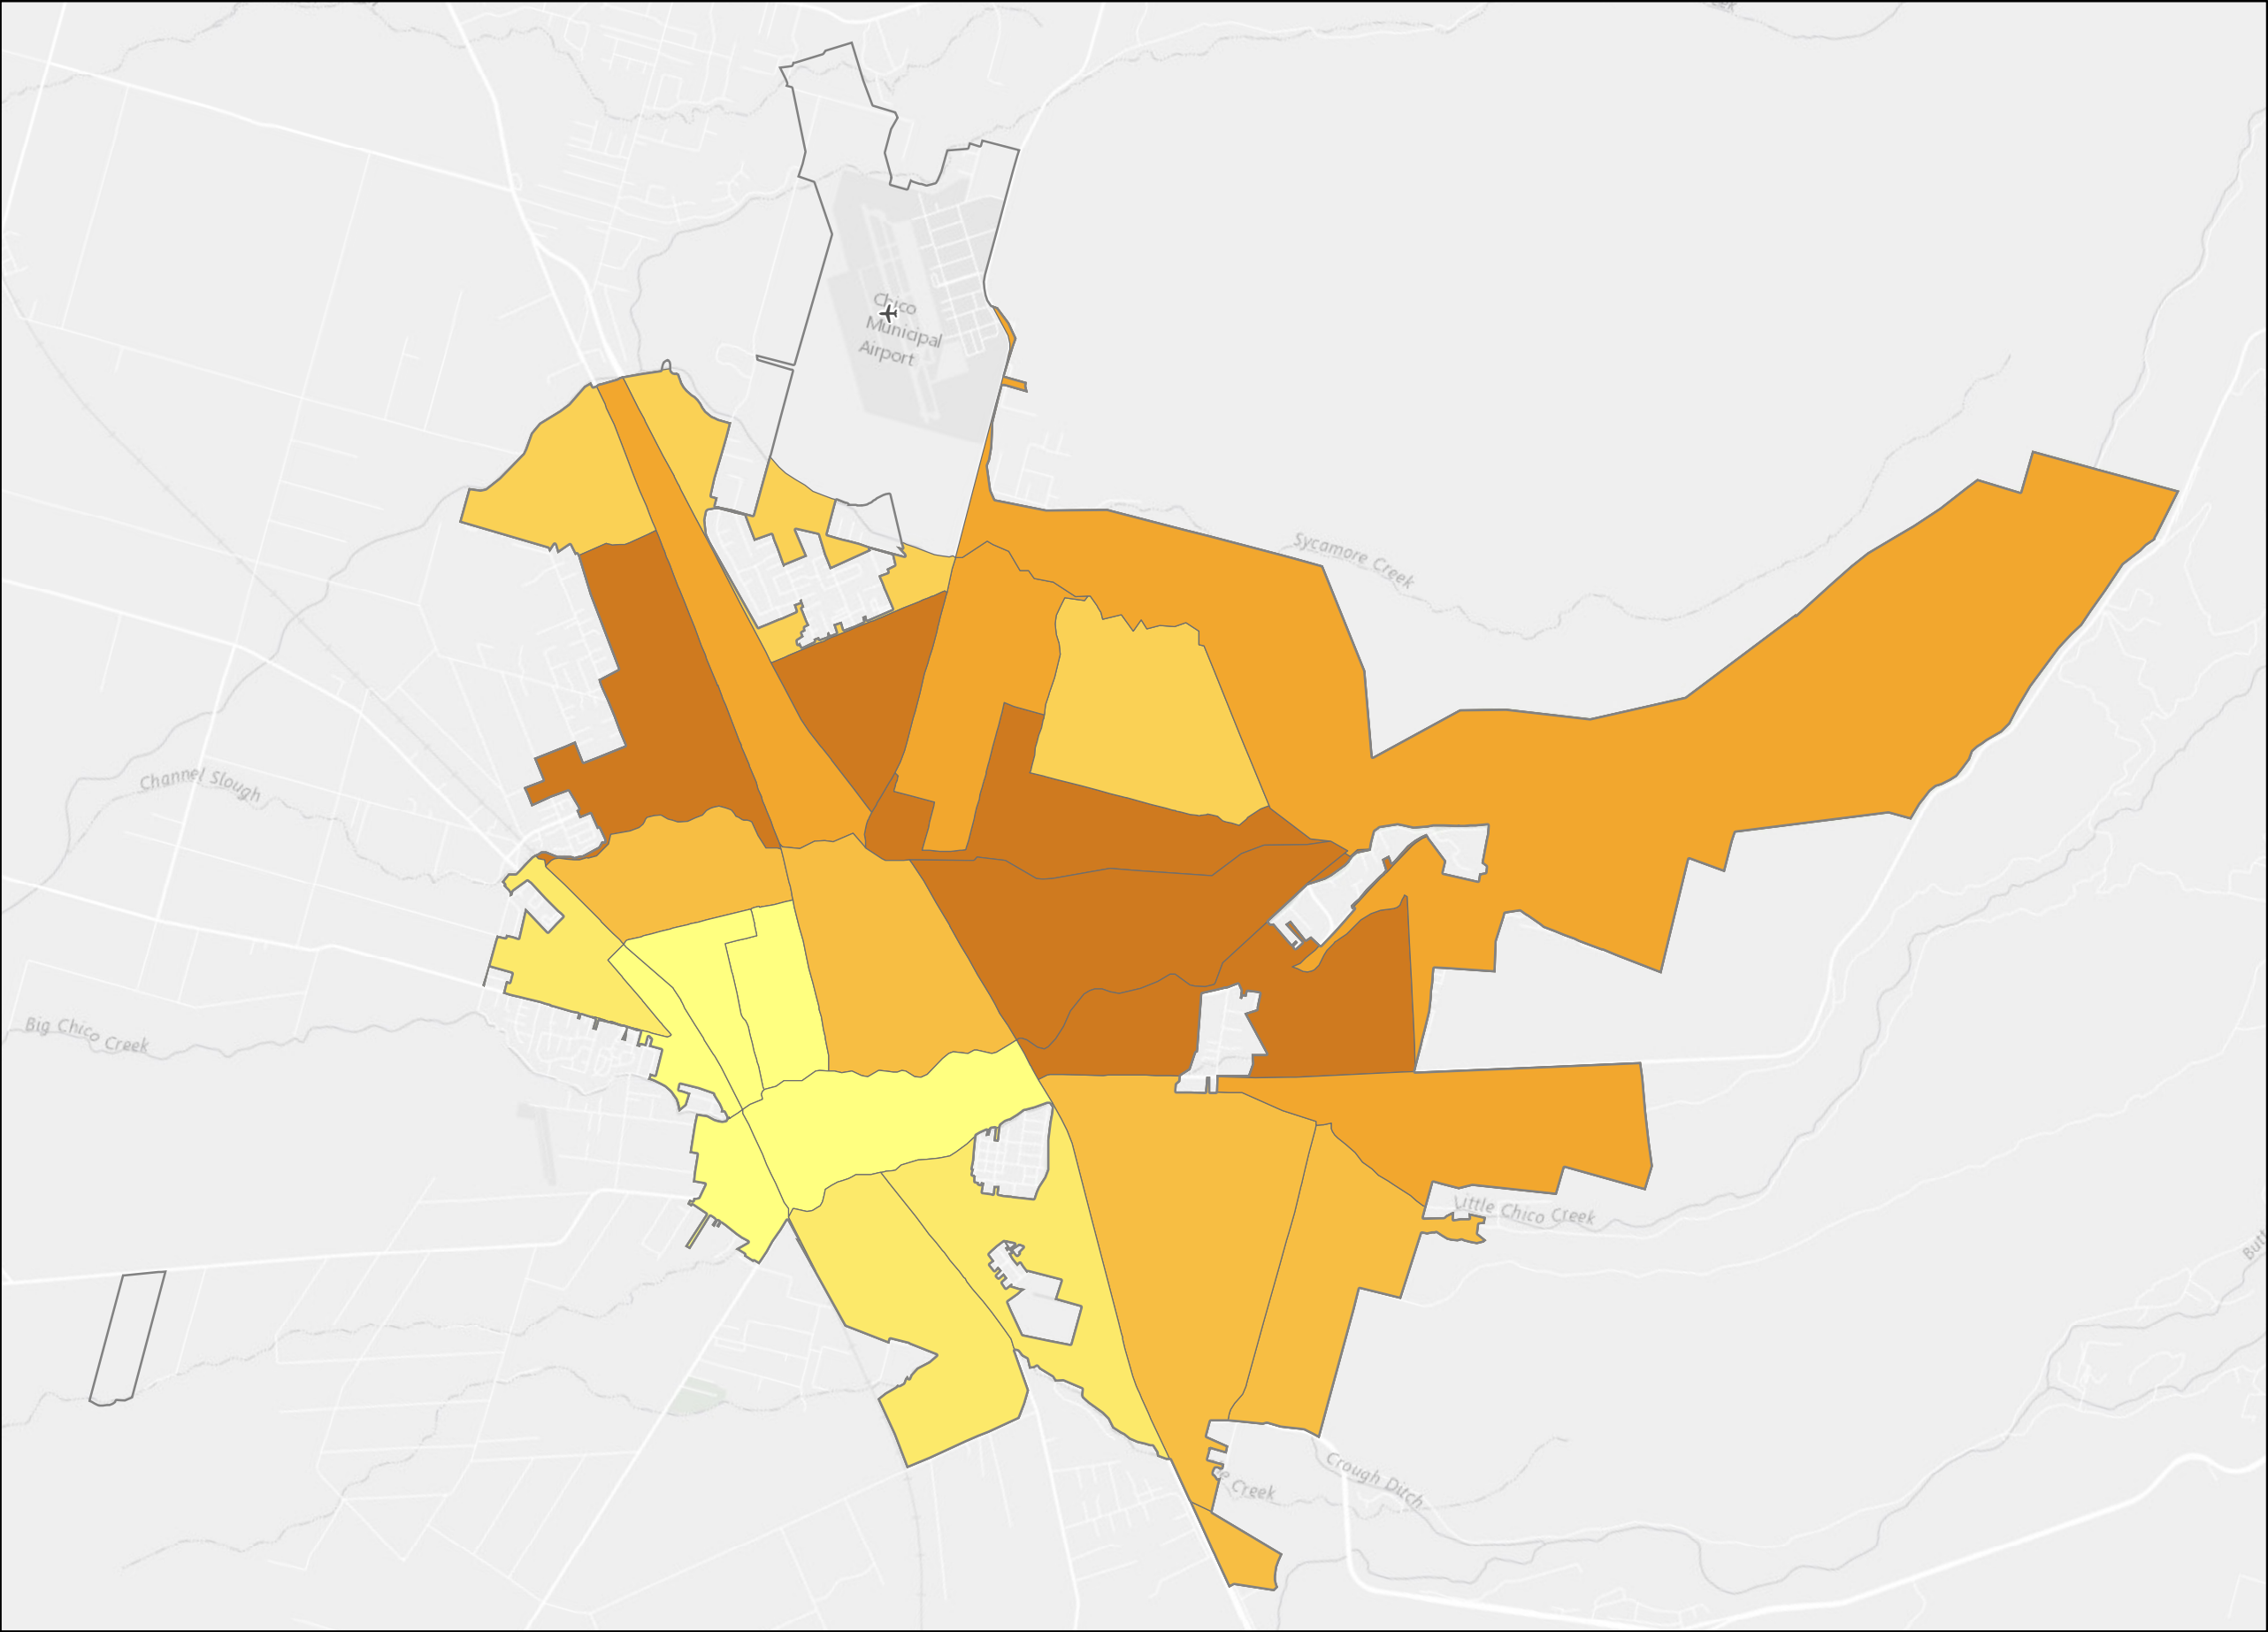 Chico
Municipal
Airport
Sycamore Creek
Channel Slough
Big Chico Creek
Little Chico Creek
Crough Ditch
Creek